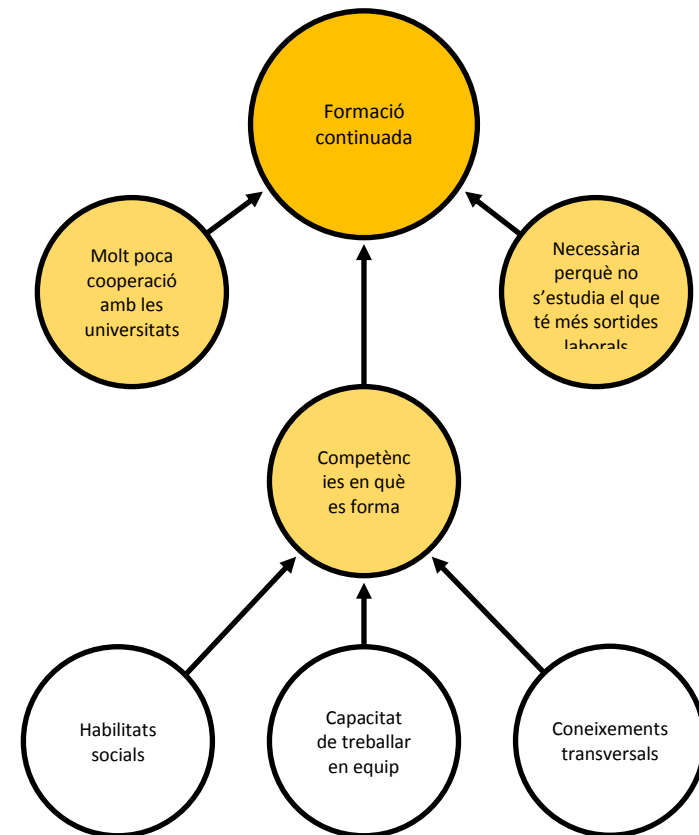 Formació
continuada
Molt poca
cooperació
amb les
universitats
Necessària
perquè no
s'estudia el que
té més sortides
laborals
Competènc
ies en què
es forma
Habilitats
socials
Capacitat
de treballar
en equip
Coneixements
transversals